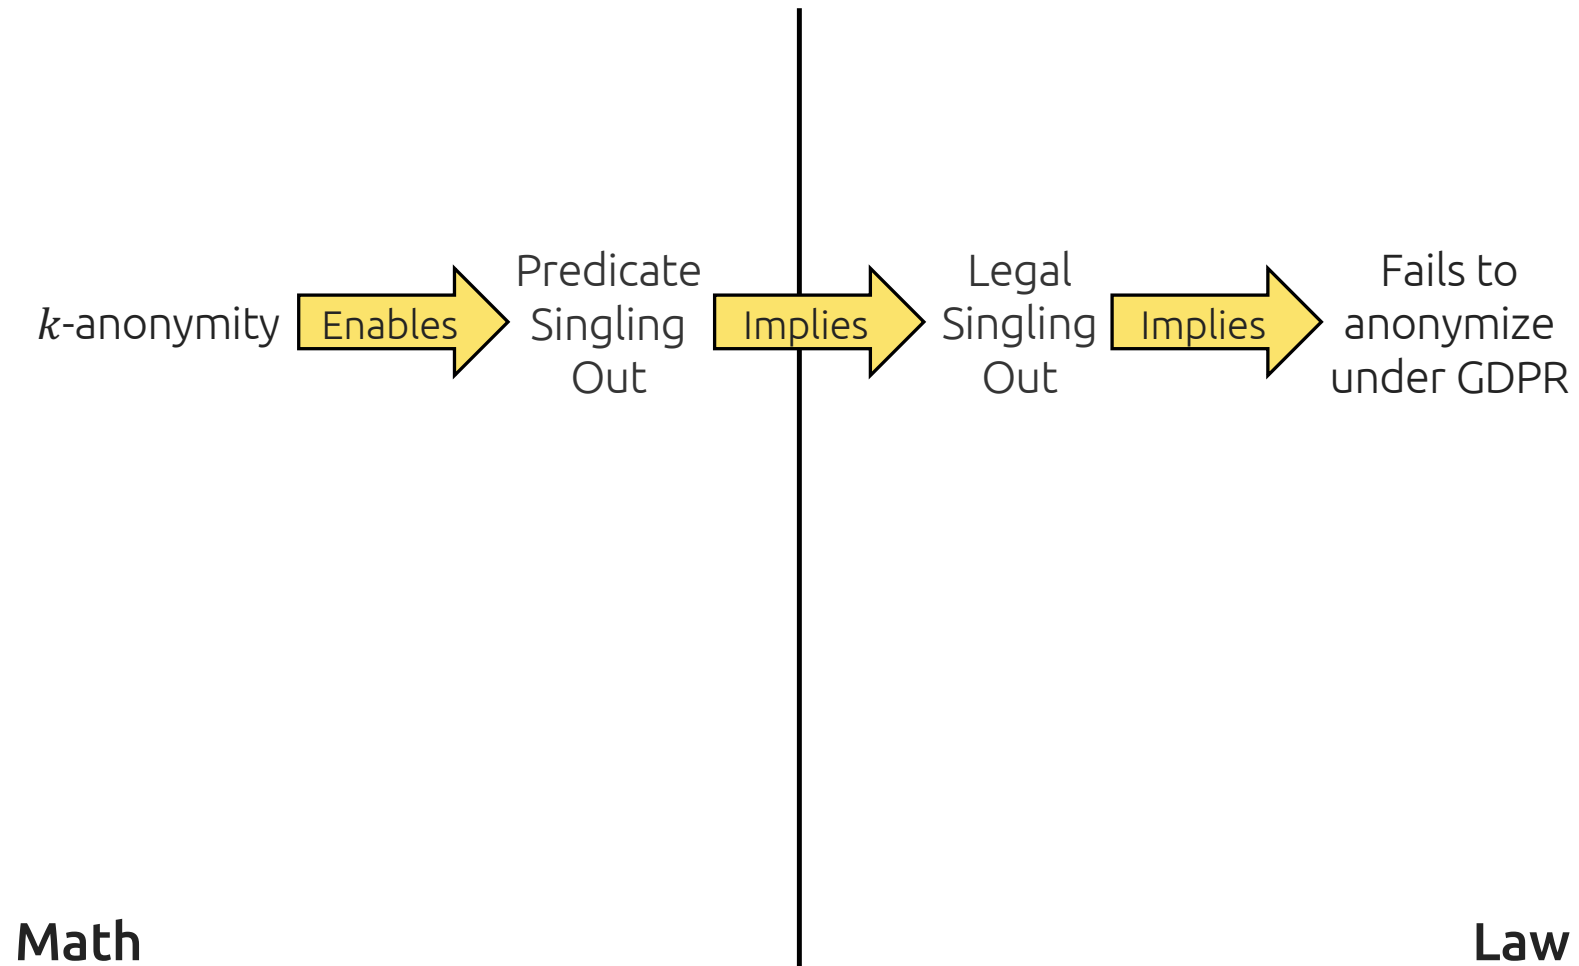 k-anonymity
Enables
Predicate
Singling
Out
Implies
Legal
Singling
Out
Implies
Fails to
anonymize
under GDPR
Math
Law